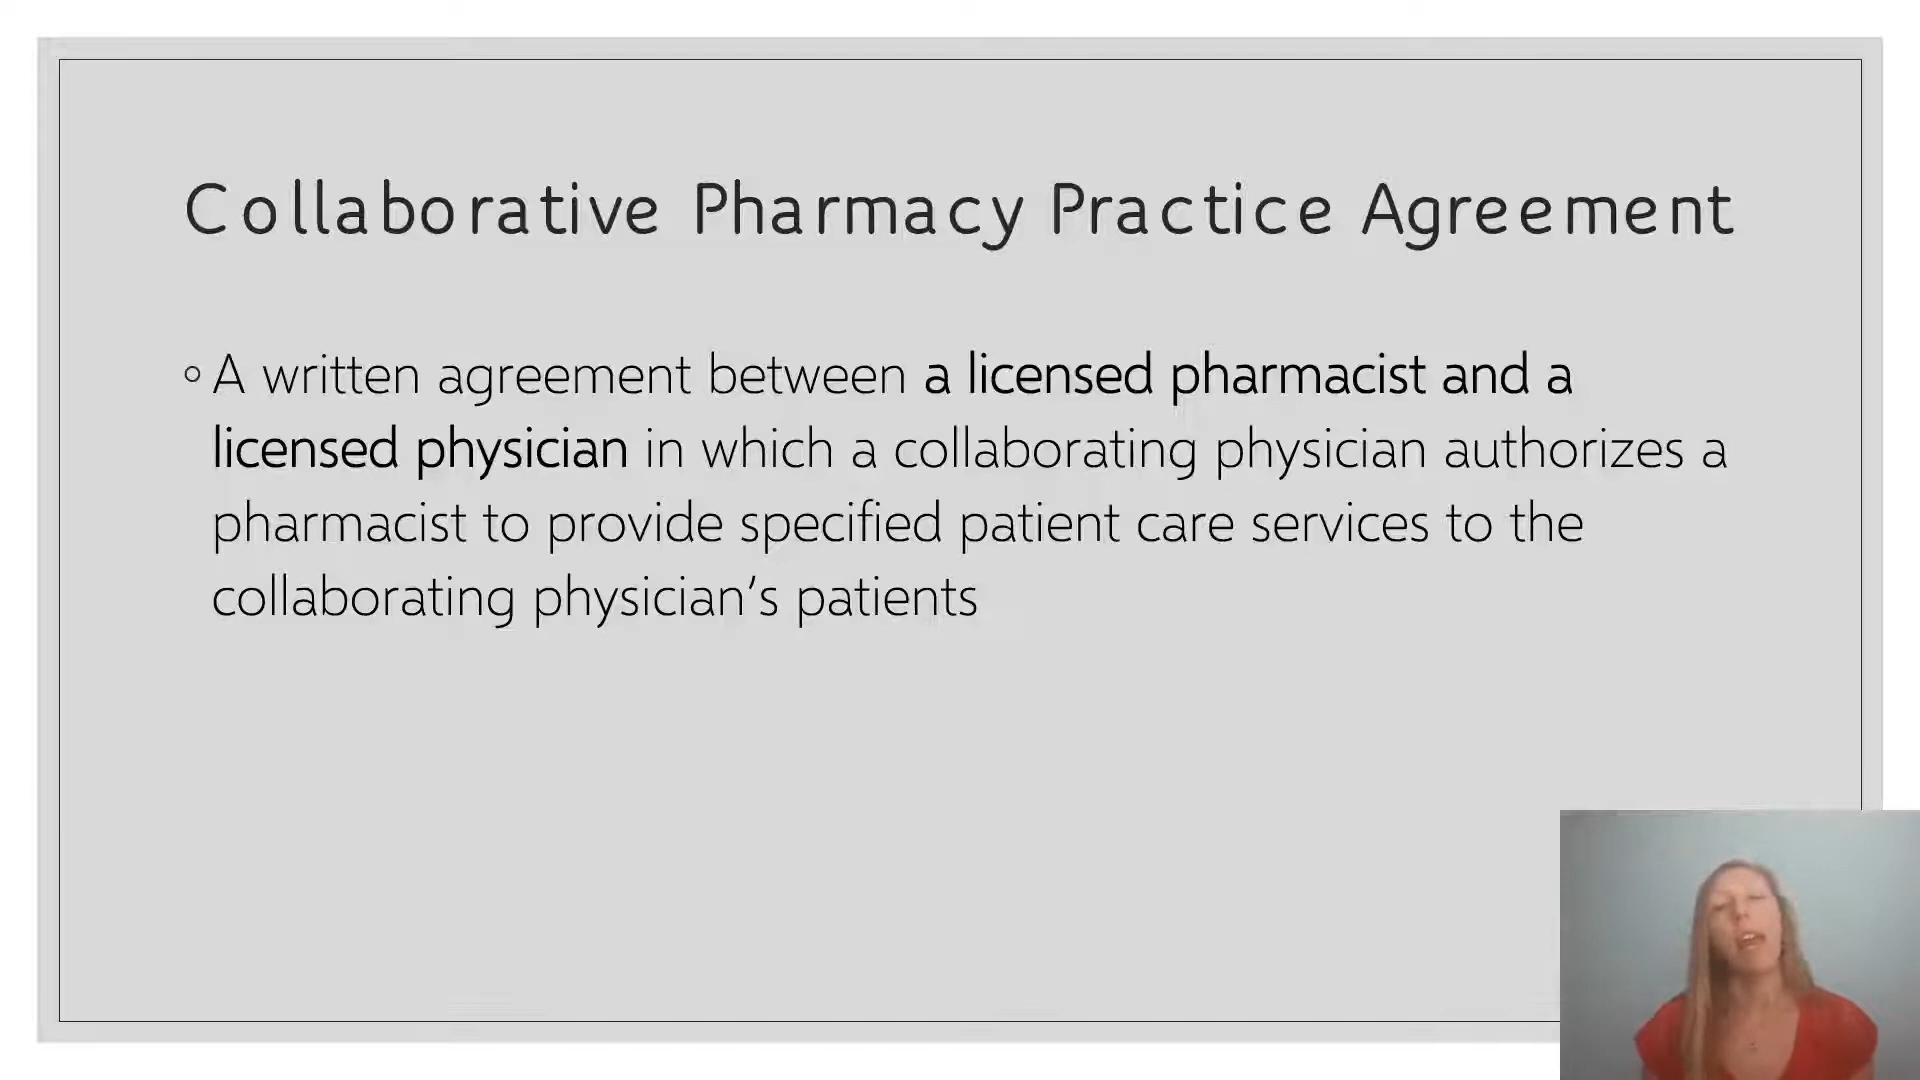 Collaborative Pharmacy Practice Agreement
◦ A written agreement between a licensed pharmacist and a
licensed physician in which a collaborating physician authorizes a
pharmacist to provide specified patient care services to the
collaborating physician’s patients